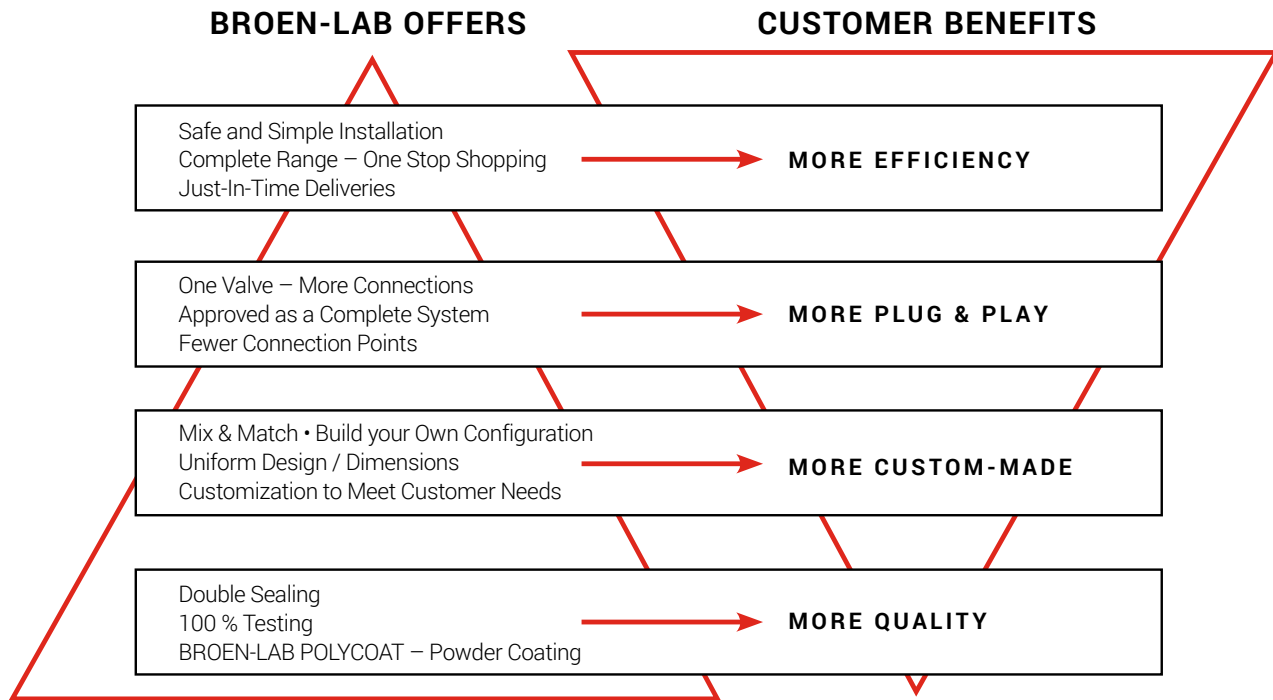 BROEN-LAB OFFERS
CUSTOMER BENEFITS
Safe and Simple Installation
Complete Range – One Stop Shopping
Just-In-Time Deliveries
MORE EFFICIENCY
One Valve – More Connections
Approved as a Complete System
Fewer Connection Points
MORE PLUG & PLAY
Mix & Match • Build your Own Configuration
Uniform Design / Dimensions
Customization to Meet Customer Needs
MORE CUSTOM-MADE
Double Sealing
100 % Testing
BROEN-LAB POLYCOAT – Powder Coating
MORE QUALITY